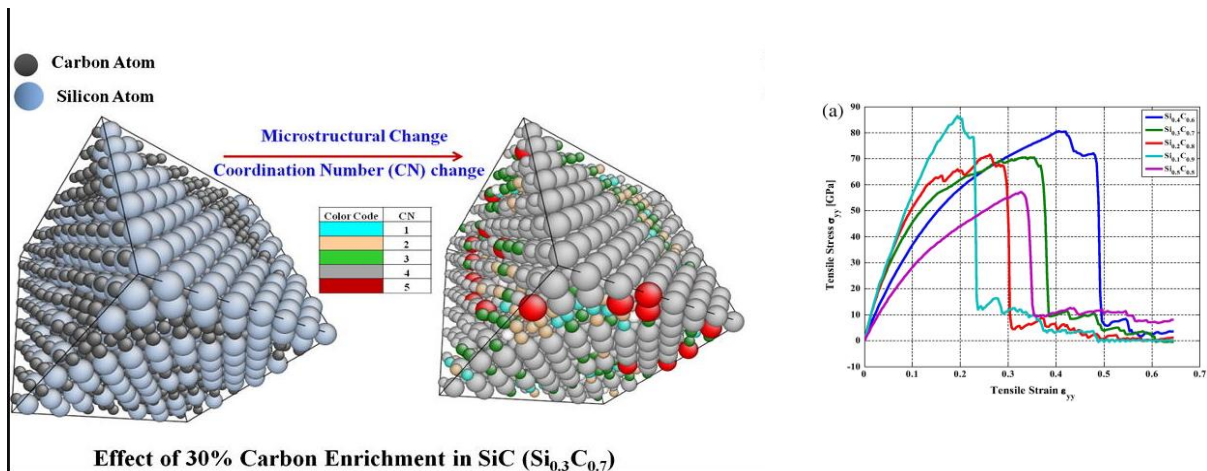 Carbon Atom
Silicon Atom
Microstructural Change
Coordination Number (CN) change
Color Code CN
1
2
3
4
5
Effect of 30% Carbon Enrichment in SiC (Si0.3C0.7)
(a)
90
80
70
60
50
40
30
20
10
0
-10
Tensile Stress σyy [GPa]
Si0.4C0.6
Si0.3C0.7
Si0.2C0.8
Si0.1C0.9
Si0.5C0.5
0 0.1 0.2 0.3 0.4 0.5 0.6 0.7
Tensile Strain εyy